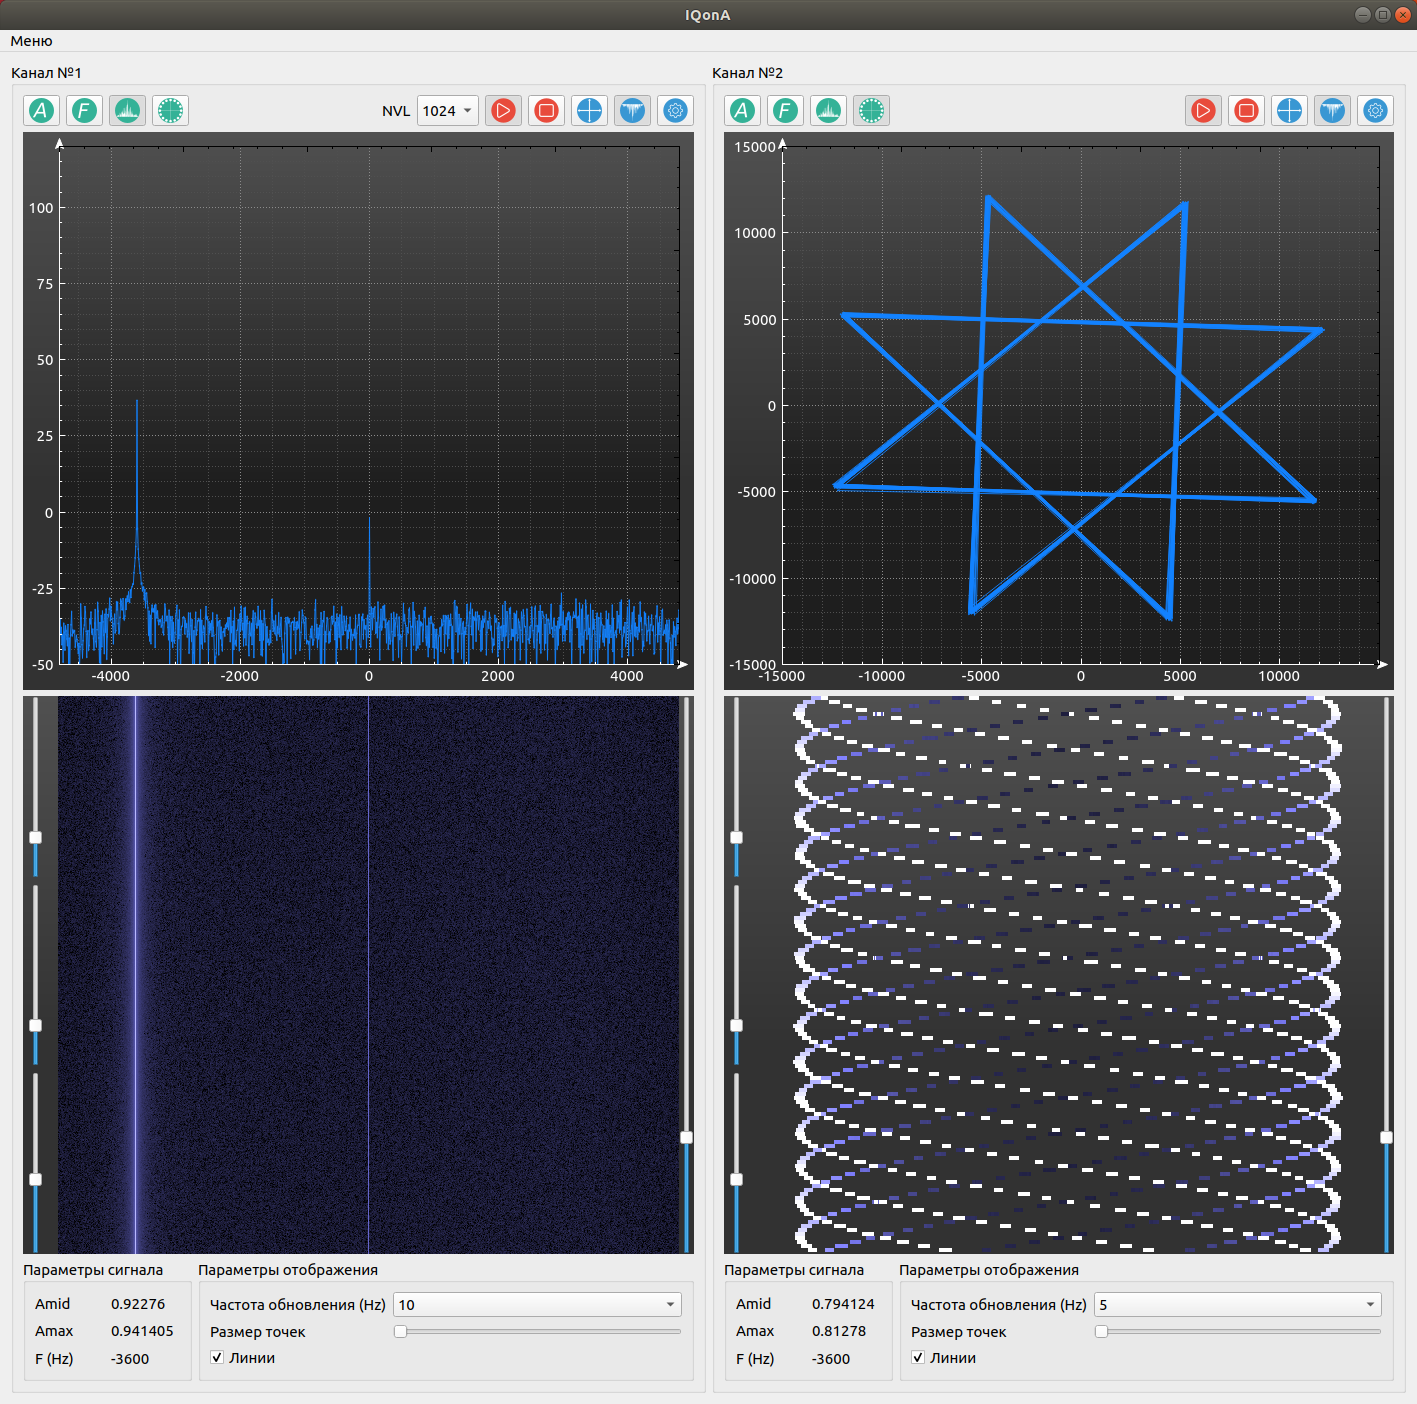 IQonA
Меню
Канал №1
A F NVL 1024
100
75
50
25
0
-25
-50
-4000 -2000 0 2000 4000
Параметры сигнала
Amid 0.92276
Amax 0.941405
F (Hz) -3600
Параметры отображения
Частота обновления (Hz) 10
Размер точек
Линии
Канал №2
A F
15000
10000
5000
0
-5000
-10000
-15000
-15000 -10000 -5000 0 5000 10000
Параметры сигнала
Amid 0.794124
Amax 0.81278
F (Hz) -3600
Параметры отображения
Частота обновления (Hz) 5
Размер точек
Линии